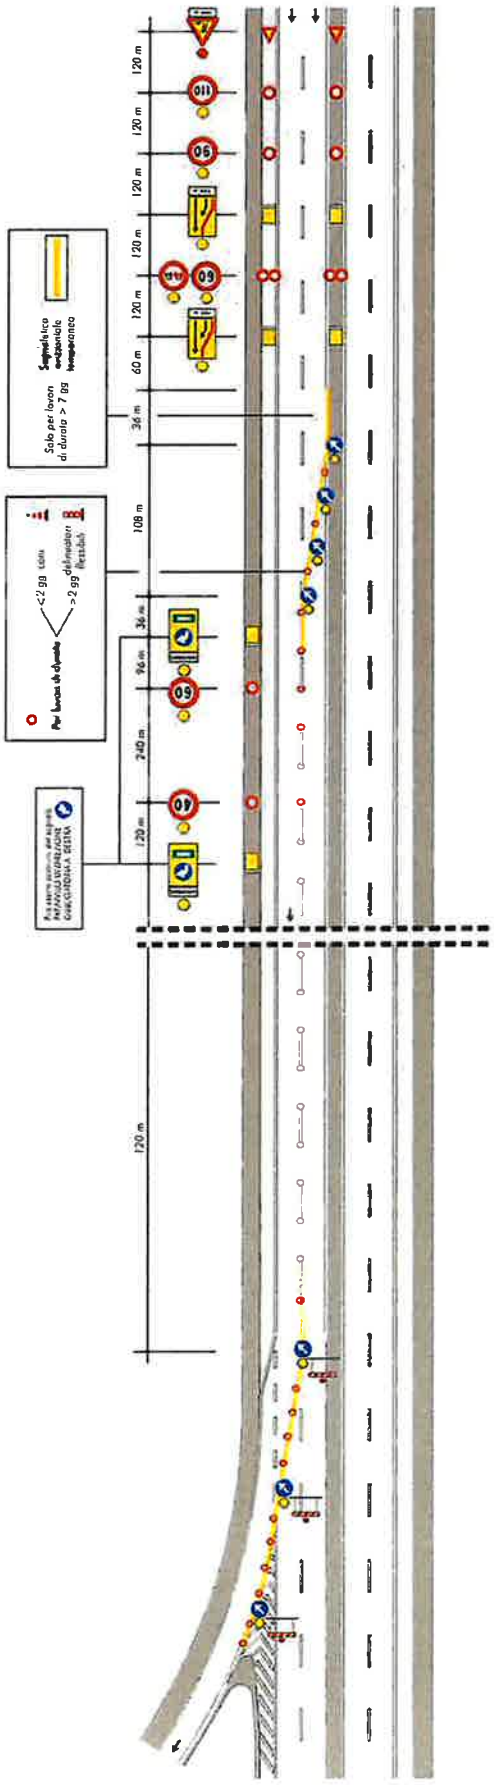 120 m
110
120 m
90
120 m
120 m
60
120 m
60 m
36 m
108 m
36 m
96 m
60
240 m
40
120 m
120 m
Segnaletica
orizzontale
temporanea
Solo per lavori
di durata > 7 gg
Per lavori di durata
< 2 gg coni
> 2 gg delineatori
flessibili